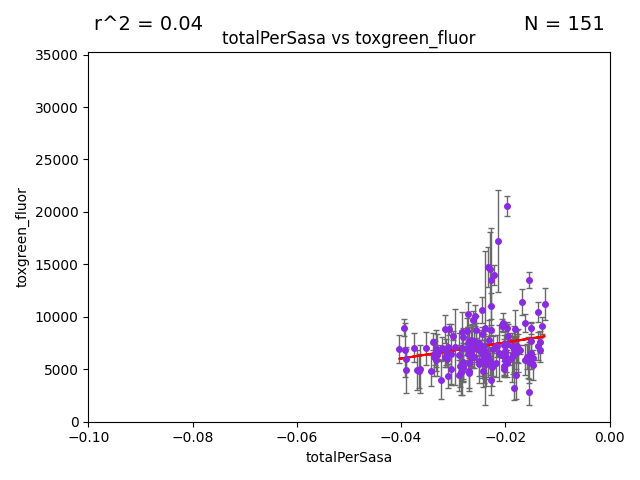 r^2 = 0.04
N = 151
totalPerSasa vs toxgreen_fluor
35000
30000
25000
20000
15000
10000
5000
0
toxgreen_fluor
−0.10
−0.08
−0.06
−0.04
−0.02
0.00
totalPerSasa